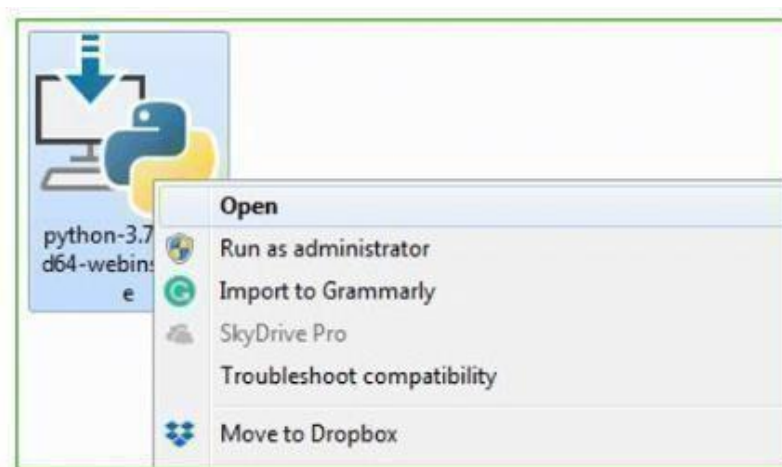 python-3.7
d64-webins
e
Open
Run as administrator
Import to Grammarly
SkyDrive Pro
Troubleshoot compatibility
Move to Dropbox